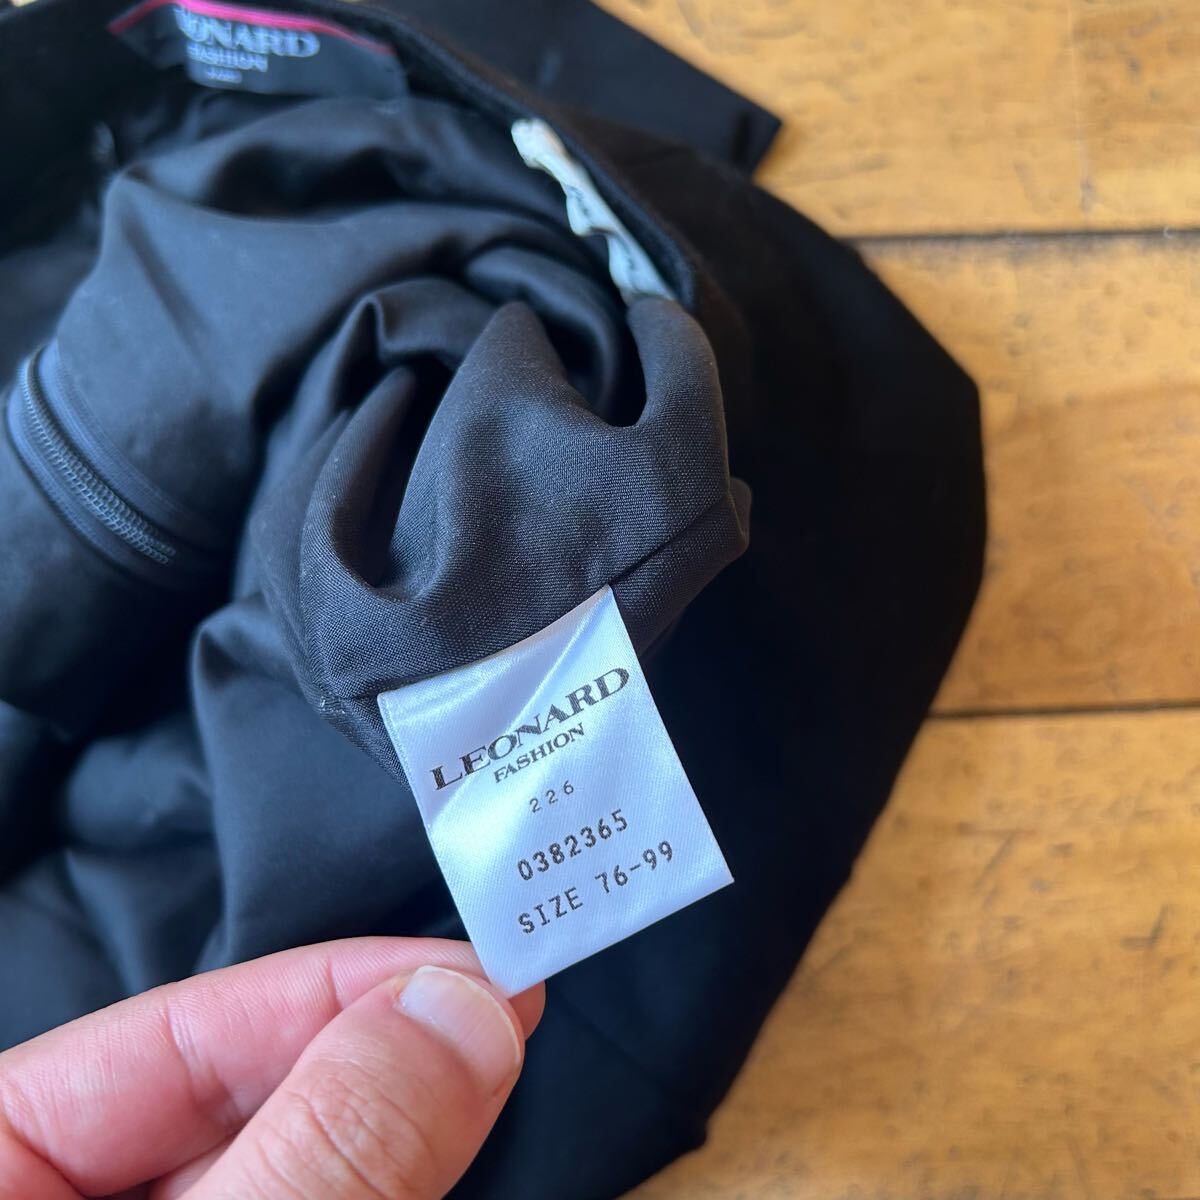 LEONARD
FASHION
LEONARD
FASHION
226
0382365
SIZE 76-99